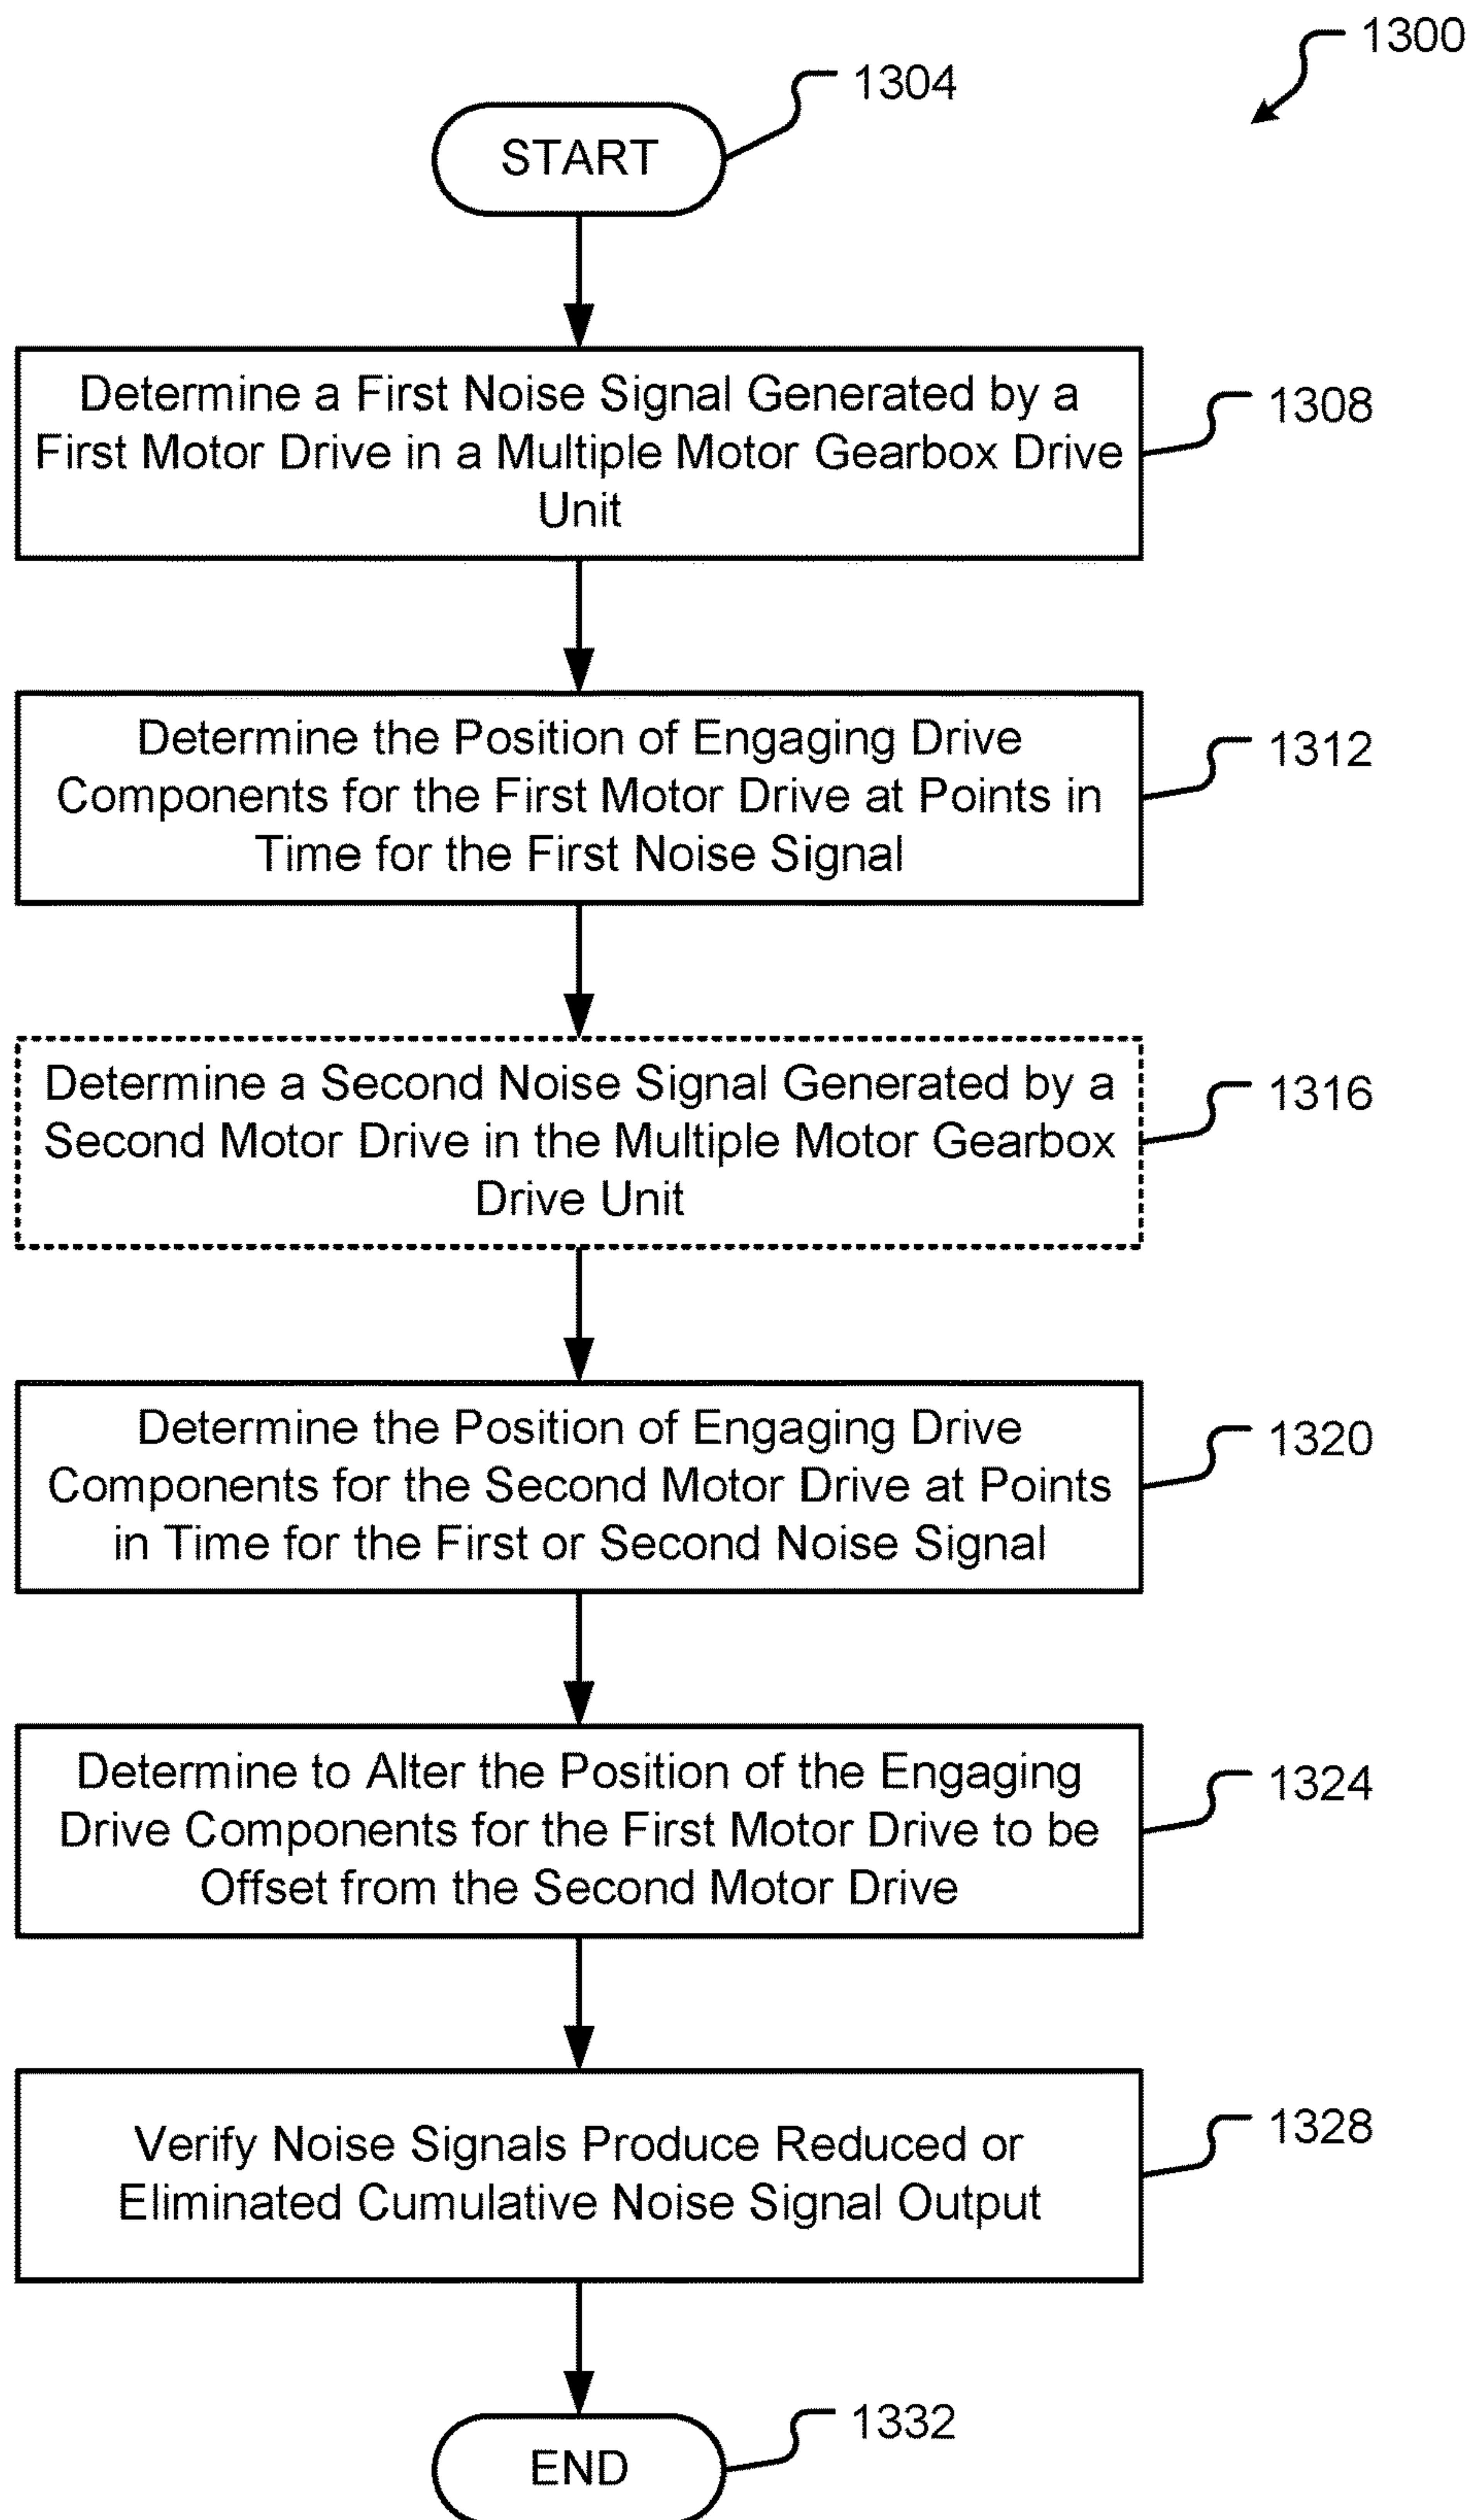 1300
1304
START
Determine a First Noise Signal Generated by a
First Motor Drive in a Multiple Motor Gearbox Drive
Unit
1308
Determine the Position of Engaging Drive
Components for the First Motor Drive at Points in
Time for the First Noise Signal
1312
Determine a Second Noise Signal Generated by a
Second Motor Drive in the Multiple Motor Gearbox
Drive Unit
1316
Determine the Position of Engaging Drive
Components for the Second Motor Drive at Points
in Time for the First or Second Noise Signal
1320
Determine to Alter the Position of the Engaging
Drive Components for the First Motor Drive to be
Offset from the Second Motor Drive
1324
Verify Noise Signals Produce Reduced or
Eliminated Cumulative Noise Signal Output
1328
1332
END